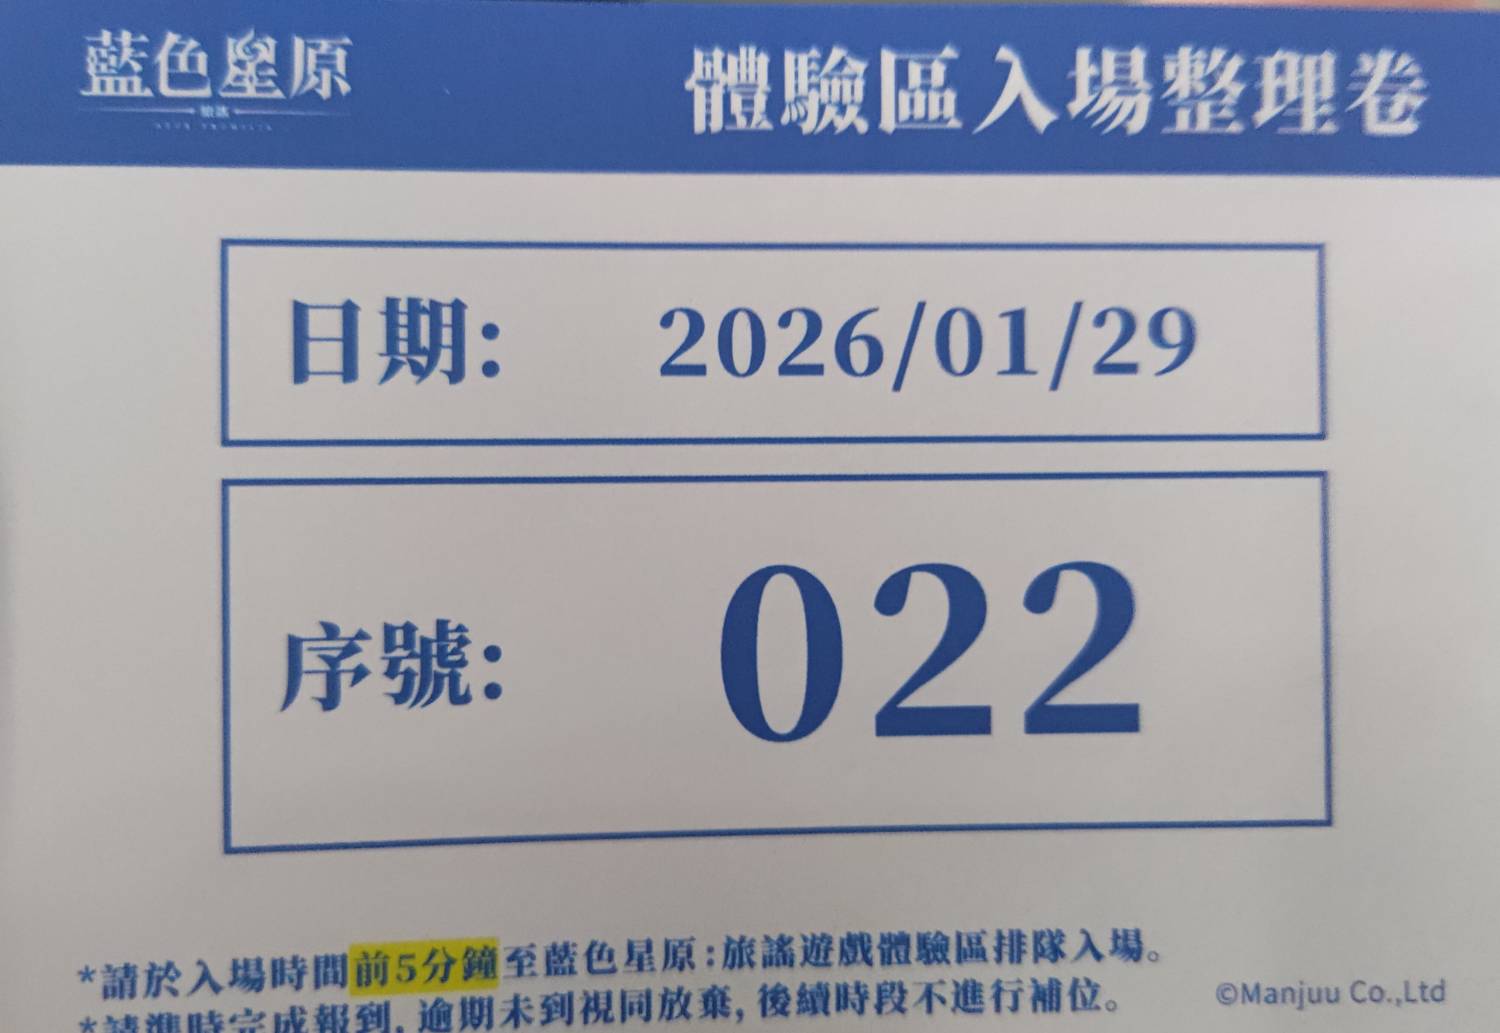 藍色星原
旅謠
體驗區入場整理卷
日期: 2026/01/29
序號: 022
*請於入場時間前5分鐘至藍色星原:旅謠遊戲體驗區排隊入場。
*請準時完成報到, 逾期未到視同放棄, 後續時段不進行補位。
©Manjuu Co.,Ltd